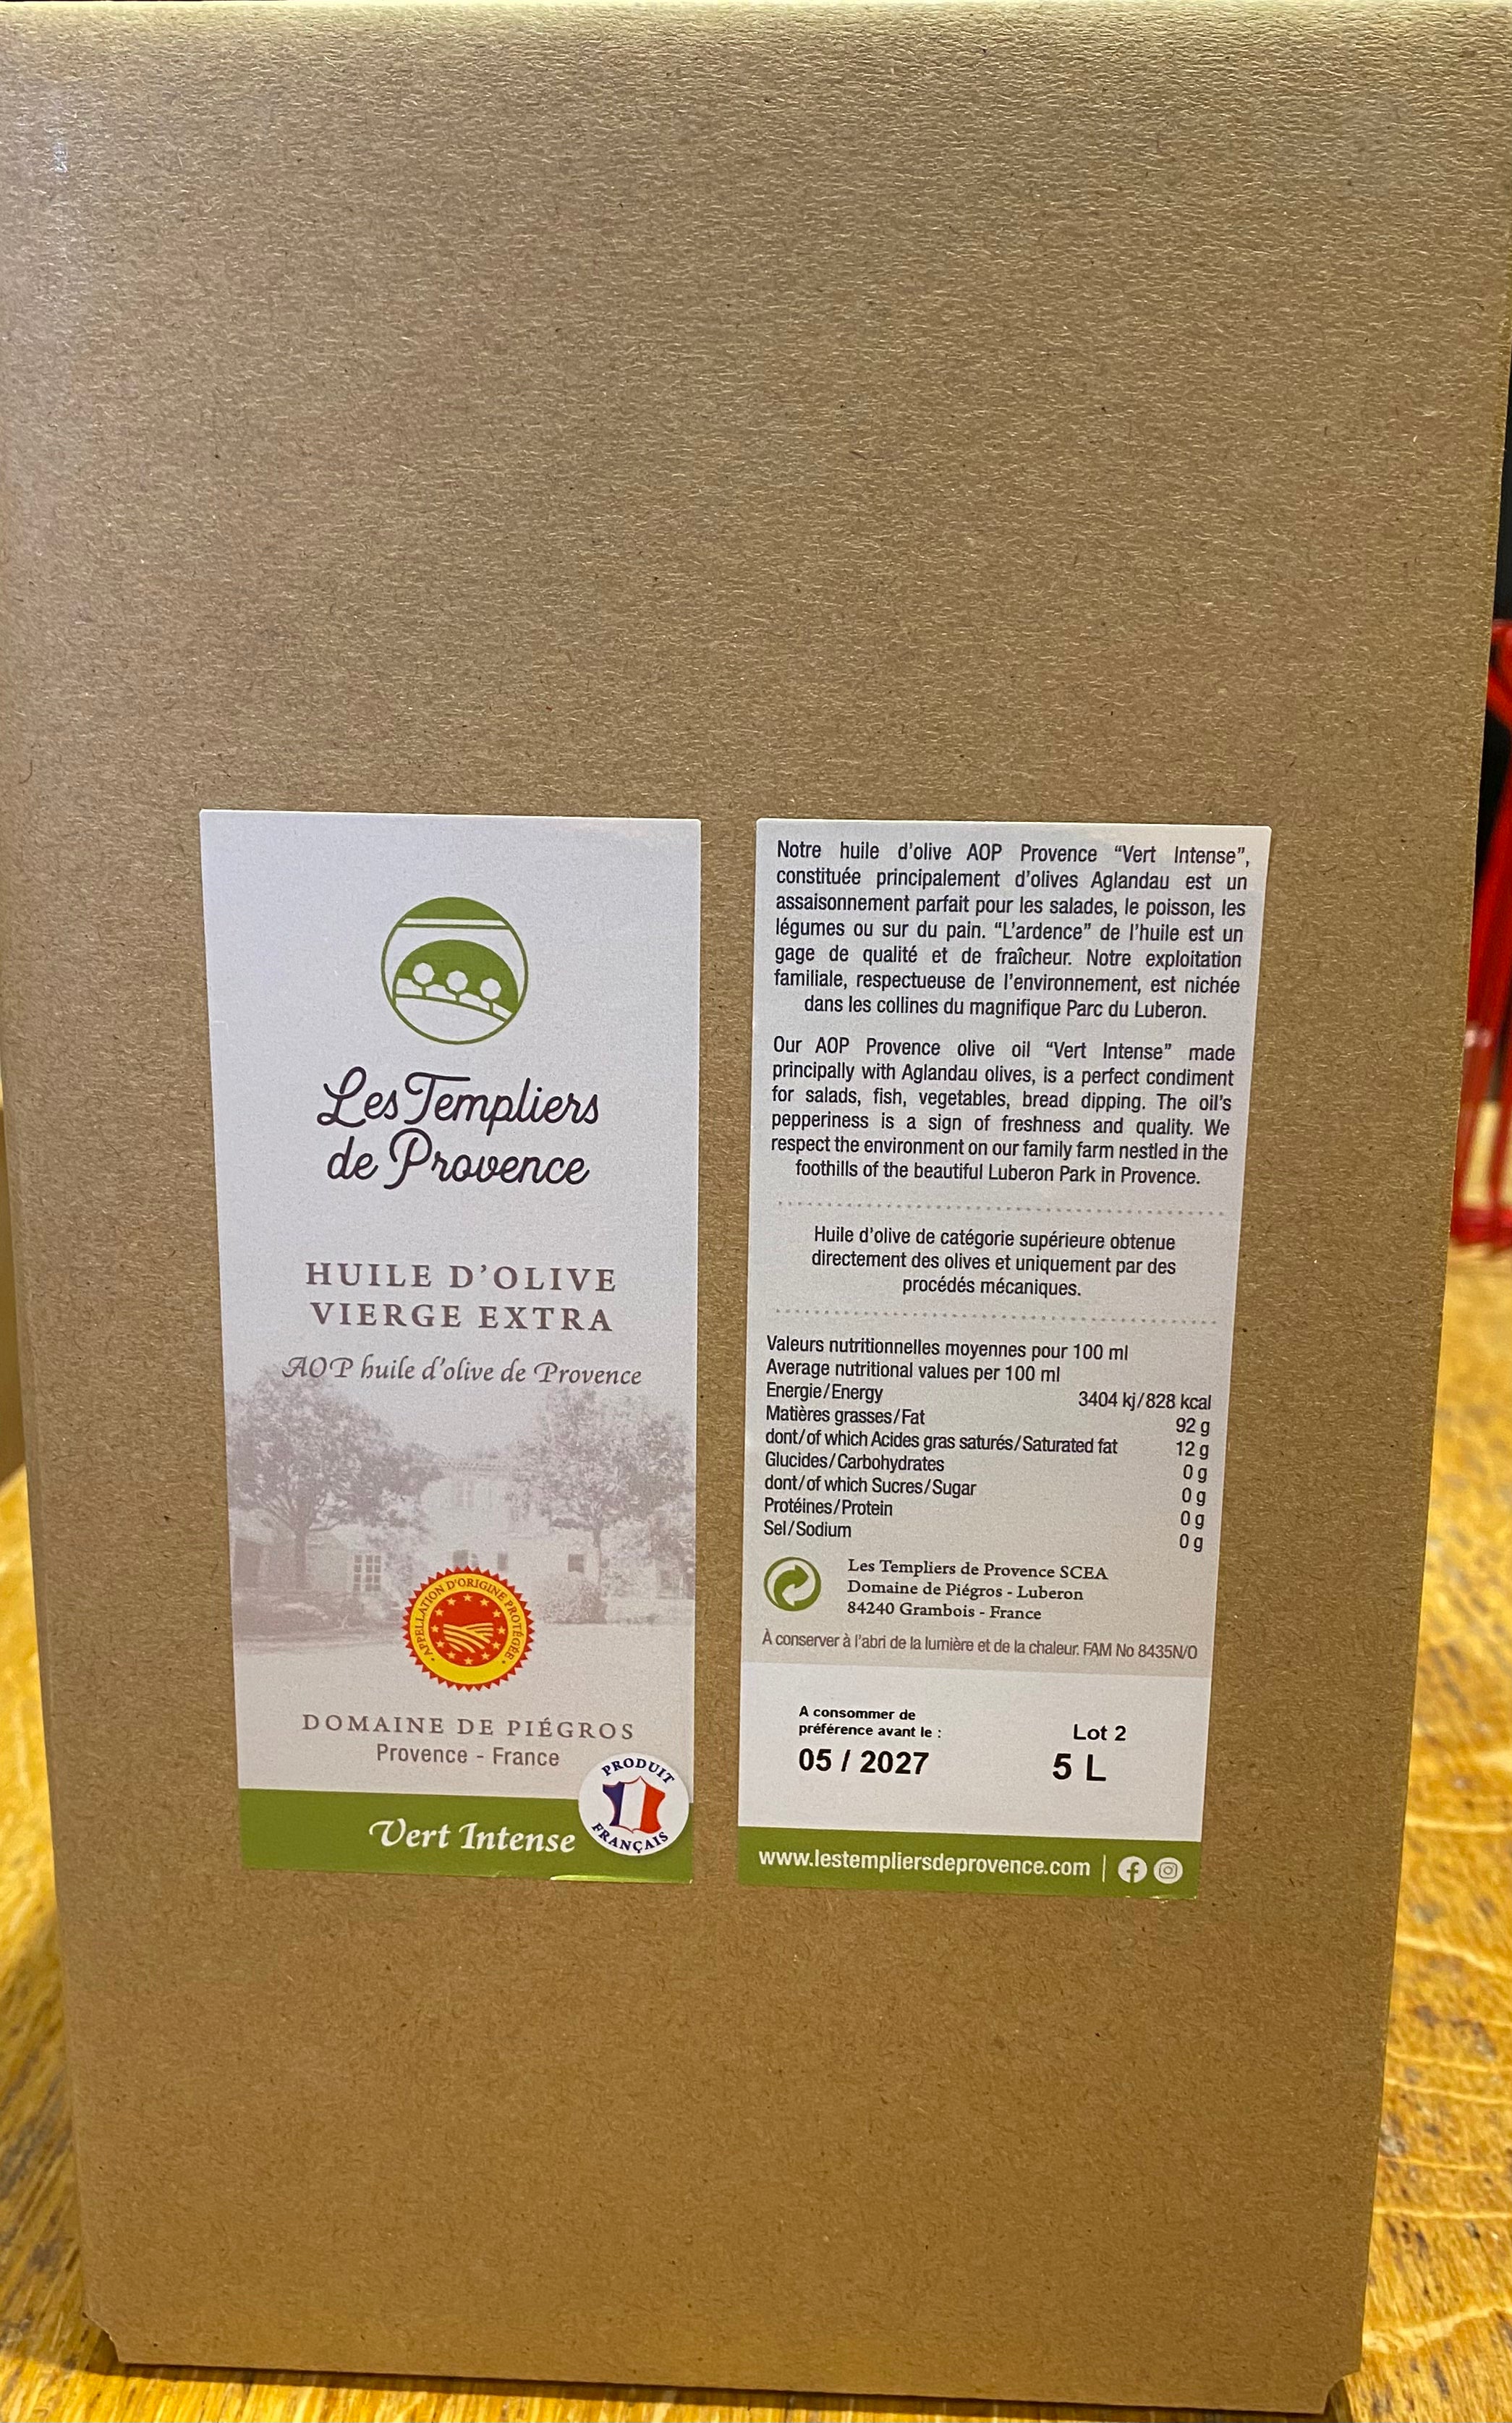 Les Templiers
de Provence
HUILE D'OLIVE
VIERGE EXTRA
AOP huile d'olive de Provence
APPELLATION D'ORIGINE PROTÉGÉE
DOMAINE DE PIÉGROS
Provence - France
PRODUIT
FRANÇAIS
Vert Intense
Notre huile d'olive AOP Provence “Vert Intense”,
constituée principalement d'olives Aglandau est un
assaisonnement parfait pour les salades, le poisson, les
légumes ou sur du pain. “L'ardence” de l'huile est un
gage de qualité et de fraîcheur. Notre exploitation
familiale, respectueuse de l'environnement, est nichée
dans les collines du magnifique Parc du Luberon.
Our AOP Provence olive oil “Vert Intense” made
principally with Aglandau olives, is a perfect condiment
for salads, fish, vegetables, bread dipping. The oil's
pepperiness is a sign of freshness and quality. We
respect the environment on our family farm nestled in the
foothills of the beautiful Luberon Park in Provence.
Huile d'olive de catégorie supérieure obtenue
directement des olives et uniquement par des
procédés mécaniques.
Valeurs nutritionnelles moyennes pour 100 ml
Average nutritional values per 100 ml
Energie/Energy 3404 kj/828 kcal
Matières grasses/Fat 92 g
dont/of which Acides gras saturés/Saturated fat 12 g
Glucides/Carbohydrates 0 g
dont/of which Sucres/Sugar 0 g
Protéines/Protein 0 g
Sel/Sodium 0 g
Les Templiers de Provence SCEA
Domaine de Piégros - Luberon
84240 Grambois - France
À conserver à l'abri de la lumière et de la chaleur. FAM No 8435N/O
A consommer de
préférence avant le :
05 / 2027
Lot 2
5 L
www.lestempliersdeprovence.com